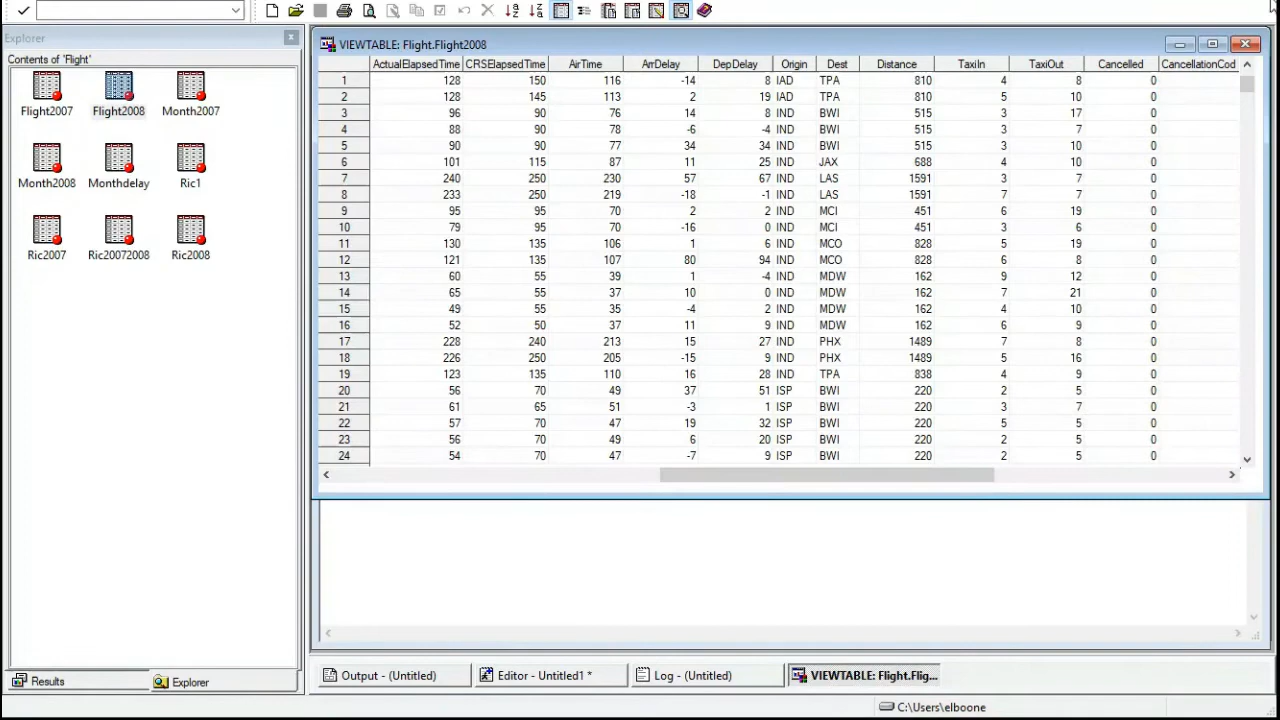 Explorer
Contents of 'Flight'
Flight2007 Flight2008 Month2007
Month2008 Monthdelay Ric1
Ric2007 Ric20072008 Ric2008
VIEWTABLE: Flight.Flight2008
ActualElapsedTime CRSElapsedTime AirTime ArrDelay DepDelay Origin Dest Distance TaxiIn TaxiOut Cancelled CancellationCod
1 128 150 116 -14 8 IAD TPA 810 4 8 0
2 128 145 113 2 19 IAD TPA 810 5 10 0
3 96 90 76 14 8 IND BWI 515 3 17 0
4 88 90 78 -6 -4 IND BWI 515 3 7 0
5 90 90 77 34 34 IND BWI 515 3 10 0
6 101 115 87 11 25 IND JAX 688 4 10 0
7 240 250 230 57 67 IND LAS 1591 3 7 0
8 233 250 219 -18 -1 IND LAS 1591 7 7 0
9 95 95 70 2 2 IND MCI 451 6 19 0
10 79 95 70 -16 0 IND MCI 451 3 6 0
11 130 135 106 1 6 IND MCO 828 5 19 0
12 121 135 107 80 94 IND MCO 828 6 8 0
13 60 55 39 1 -4 IND MDW 162 9 12 0
14 65 55 37 10 0 IND MDW 162 7 21 0
15 49 55 35 -4 2 IND MDW 162 4 10 0
16 52 50 37 11 9 IND MDW 162 6 9 0
17 228 240 213 15 27 IND PHX 1489 7 8 0
18 226 250 205 -15 9 IND PHX 1489 5 16 0
19 123 135 110 16 28 IND TPA 838 4 9 0
20 56 70 49 37 51 ISP BWI 220 2 5 0
21 61 65 51 -3 1 ISP BWI 220 3 7 0
22 57 70 47 19 32 ISP BWI 220 5 5 0
23 56 70 49 6 20 ISP BWI 220 2 5 0
24 54 70 47 -7 9 ISP BWI 220 2 5 0
Results Explorer
Output - (Untitled) Editor - Untitled1 * Log - (Untitled) VIEWTABLE: Flight.Flig...
C:\Users\elboone